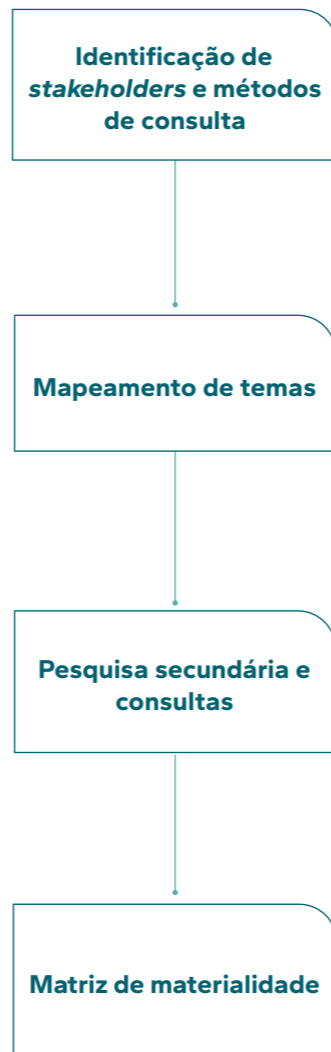 Identificação de
stakeholders e métodos
de consulta
Mapeamento de temas
Pesquisa secundária e
consultas
Matriz de materialidade